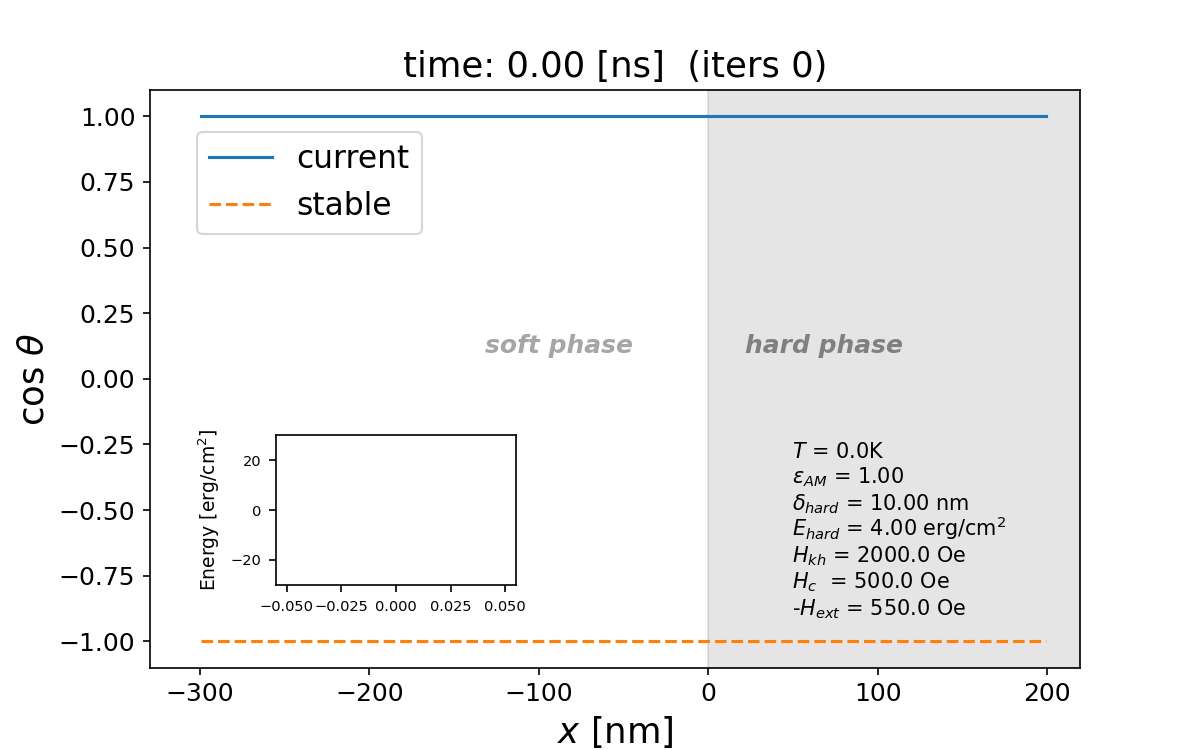 time: 0.00 [ns]  (iters 0)
1.00
0.75
0.50
0.25
0.00
−0.25
−0.50
−0.75
−1.00
cos θ
current
stable
soft phase
hard phase
Energy [erg/cm²]
20
0
−20
−0.050 −0.025 0.000 0.025 0.050
T = 0.0K
ε_AM = 1.00
δ_hard = 10.00 nm
E_hard = 4.00 erg/cm²
H_kh = 2000.0 Oe
H_c = 500.0 Oe
-H_ext = 550.0 Oe
−300 −200 −100 0 100 200
x [nm]